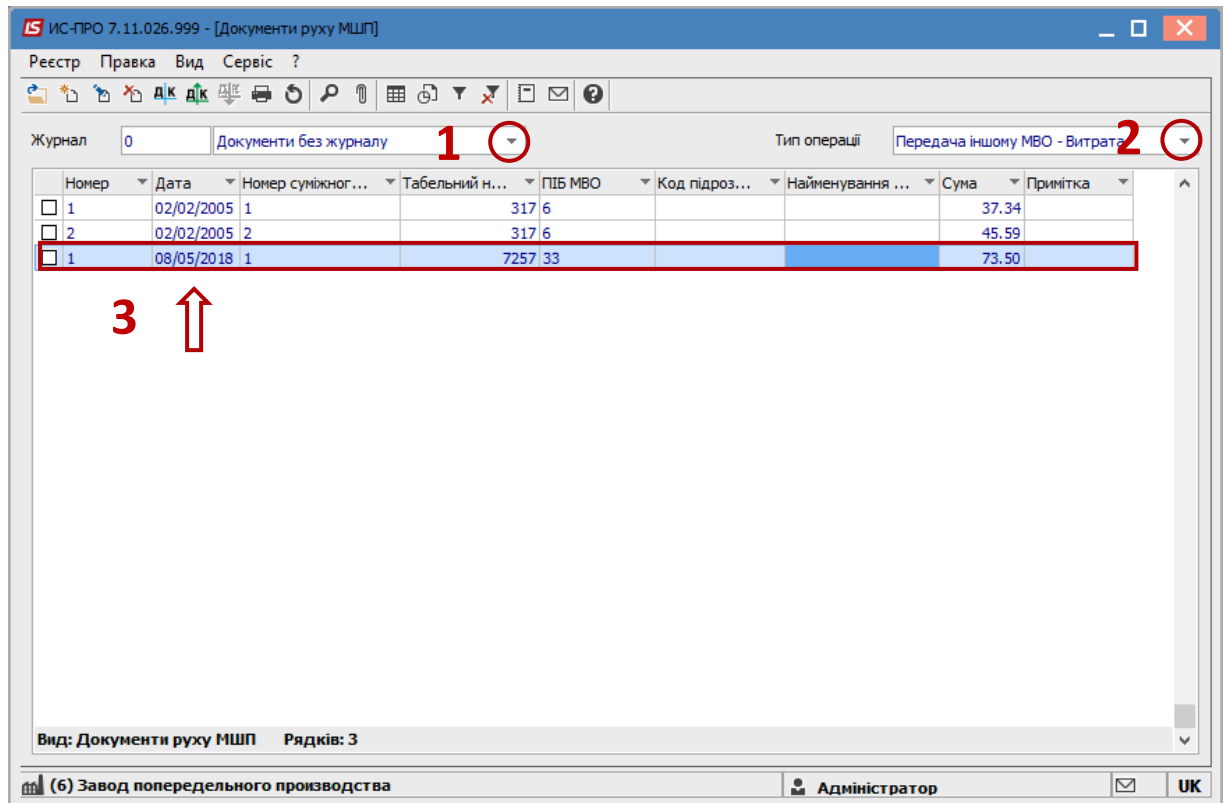 ИС-ПРО 7.11.026.999 - [Документи руху МШП]
Реєстр Правка Вид Сервіс ?
Журнал 0 Документи без журналу 1 Тип операції Передача іншому МВО - Витрата 2
Номер Дата Номер суміжног... Табельний н... ПІБ МВО Код підроз... Найменування ... Сума Примітка
1 02/02/2005 1 317 6 37.34
2 02/02/2005 2 317 6 45.59
1 08/05/2018 1 7257 33 73.50
3
Вид: Документи руху МШП Рядків: 3
(6) Завод попередельного производства Адміністратор UK